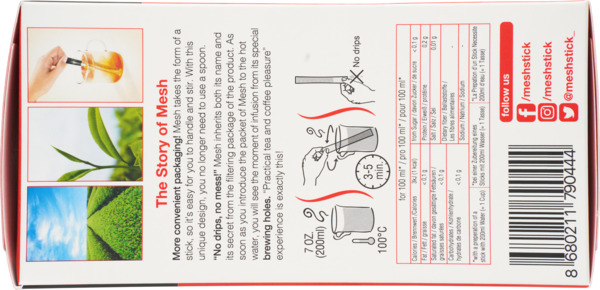 The Story of Mesh
More convenient packaging! Mesh takes the form of a
stick, so it's easy for you to handle and stir. With this
unique design, you no longer need to use a spoon.
"No drips, no mess!" Mesh inherits both its name and
its secret from the filtering package of the product. As
soon as you introduce the packet of Mesh to the hot
water, you will see the moment of infusion from its special
brewing holes. "Practical tea and coffee pleasure"
experience is exactly this!
7 OZ.
(200ml)
100°C
3-5
min.
No drips
for 100 ml* / pro 100 ml* / pour 100 ml*
Calories / Brennwert /Calories 3kJ (1 kcal)
Fat / Fett / graisse < 0.1 g
Saturated fat / davon gesättigte Fettsäuren /
graisses saturées < 0.1 g
Carbohydrates / Kohlenhydrate /
hydrates de carbone < 0.1 g
from Sugar / davon Zucker / de sucre < 0.1 g
Protein / Eiweiß / protéine 0,2 g
Salt / Salz / Sel 0,01 g
Dietary fiber / Ballaststoffe /
Les fibres alimentaires
Sodium / Natrium / Sodium
*with a preparation of a
stick with 200ml Water (= 1 Cup)
*Bei einer Zubereitung eines
Sticks mit 200ml Wasser (= 1 Tasse)
*La Préparation d'un Stick Nécessite
200ml d'eau (= 1 Tasse)
8 680211 790444
follow us
/meshstick
/meshstick
@meshstick_